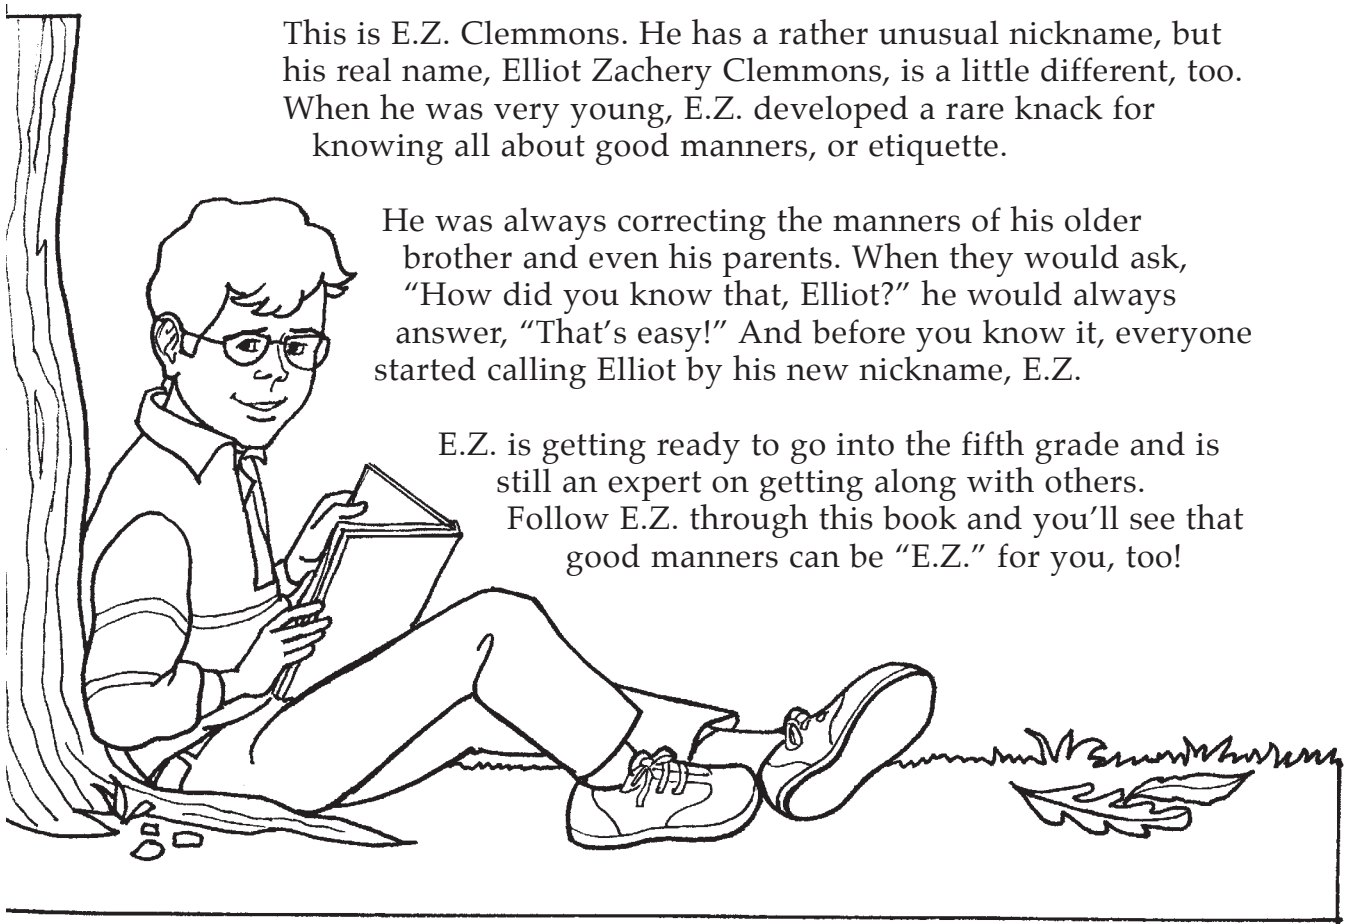 This is E.Z. Clemmons. He has a rather unusual nickname, but
his real name, Elliot Zachery Clemmons, is a little different, too.
When he was very young, E.Z. developed a rare knack for
knowing all about good manners, or etiquette.
He was always correcting the manners of his older
brother and even his parents. When they would ask,
“How did you know that, Elliot?” he would always
answer, “That’s easy!” And before you know it, everyone
started calling Elliot by his new nickname, E.Z.
E.Z. is getting ready to go into the fifth grade and is
still an expert on getting along with others.
Follow E.Z. through this book and you’ll see that
good manners can be “E.Z.” for you, too!